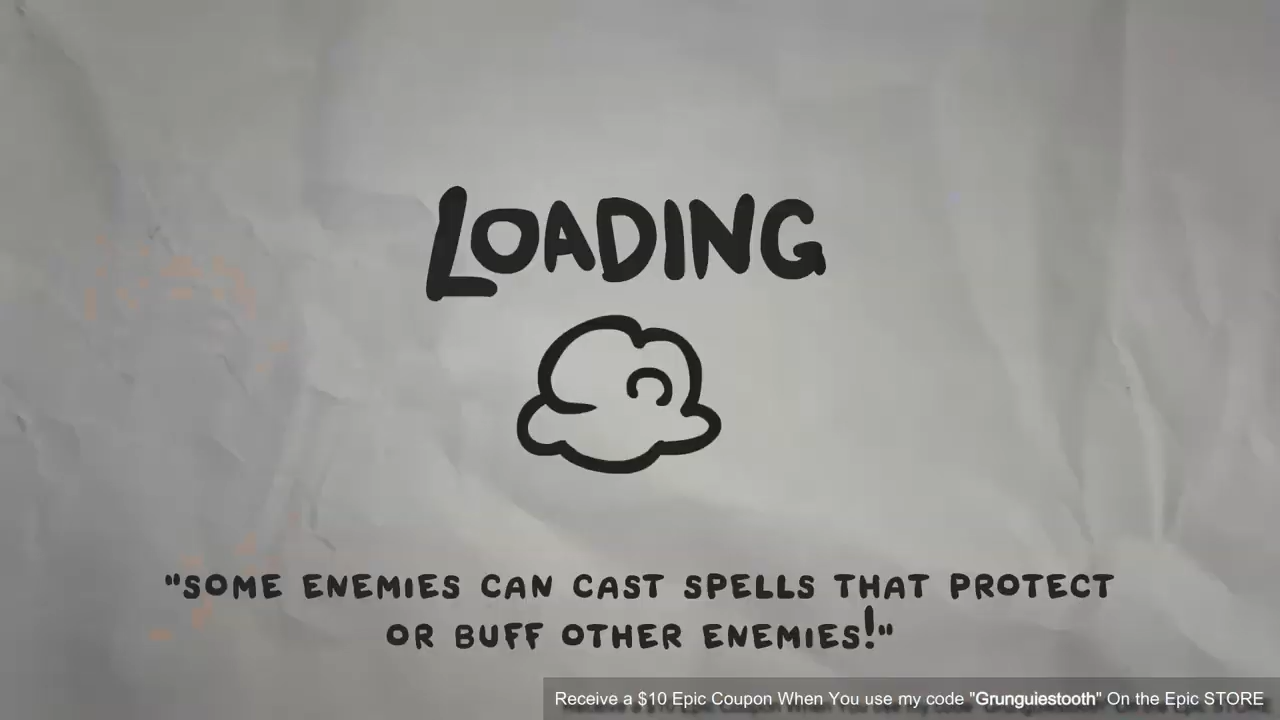 LOADING
"SOME ENEMIES CAN CAST SPELLS THAT PROTECT
OR BUFF OTHER ENEMIES!"
Receive a $10 Epic Coupon When You use my code "Grunguiestooth" On the Epic STORE